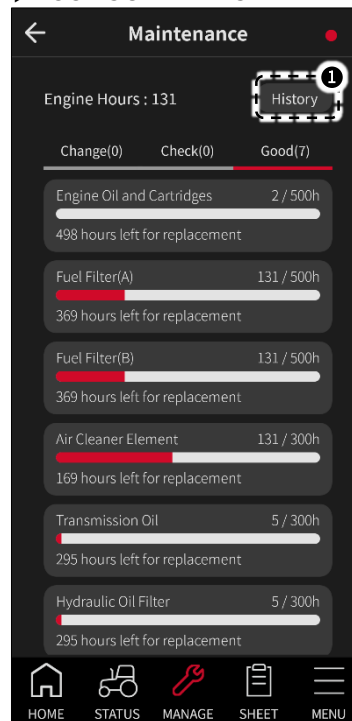 Maintenance
1
Engine Hours : 131
History
Change(0) Check(0) Good(7)
Engine Oil and Cartridges 2 / 500h
498 hours left for replacement
Fuel Filter(A) 131 / 500h
369 hours left for replacement
Fuel Filter(B) 131 / 500h
369 hours left for replacement
Air Cleaner Element 131 / 300h
169 hours left for replacement
Transmission Oil 5 / 300h
295 hours left for replacement
Hydraulic Oil Filter 5 / 300h
295 hours left for replacement
HOME STATUS MANAGE SHEET MENU